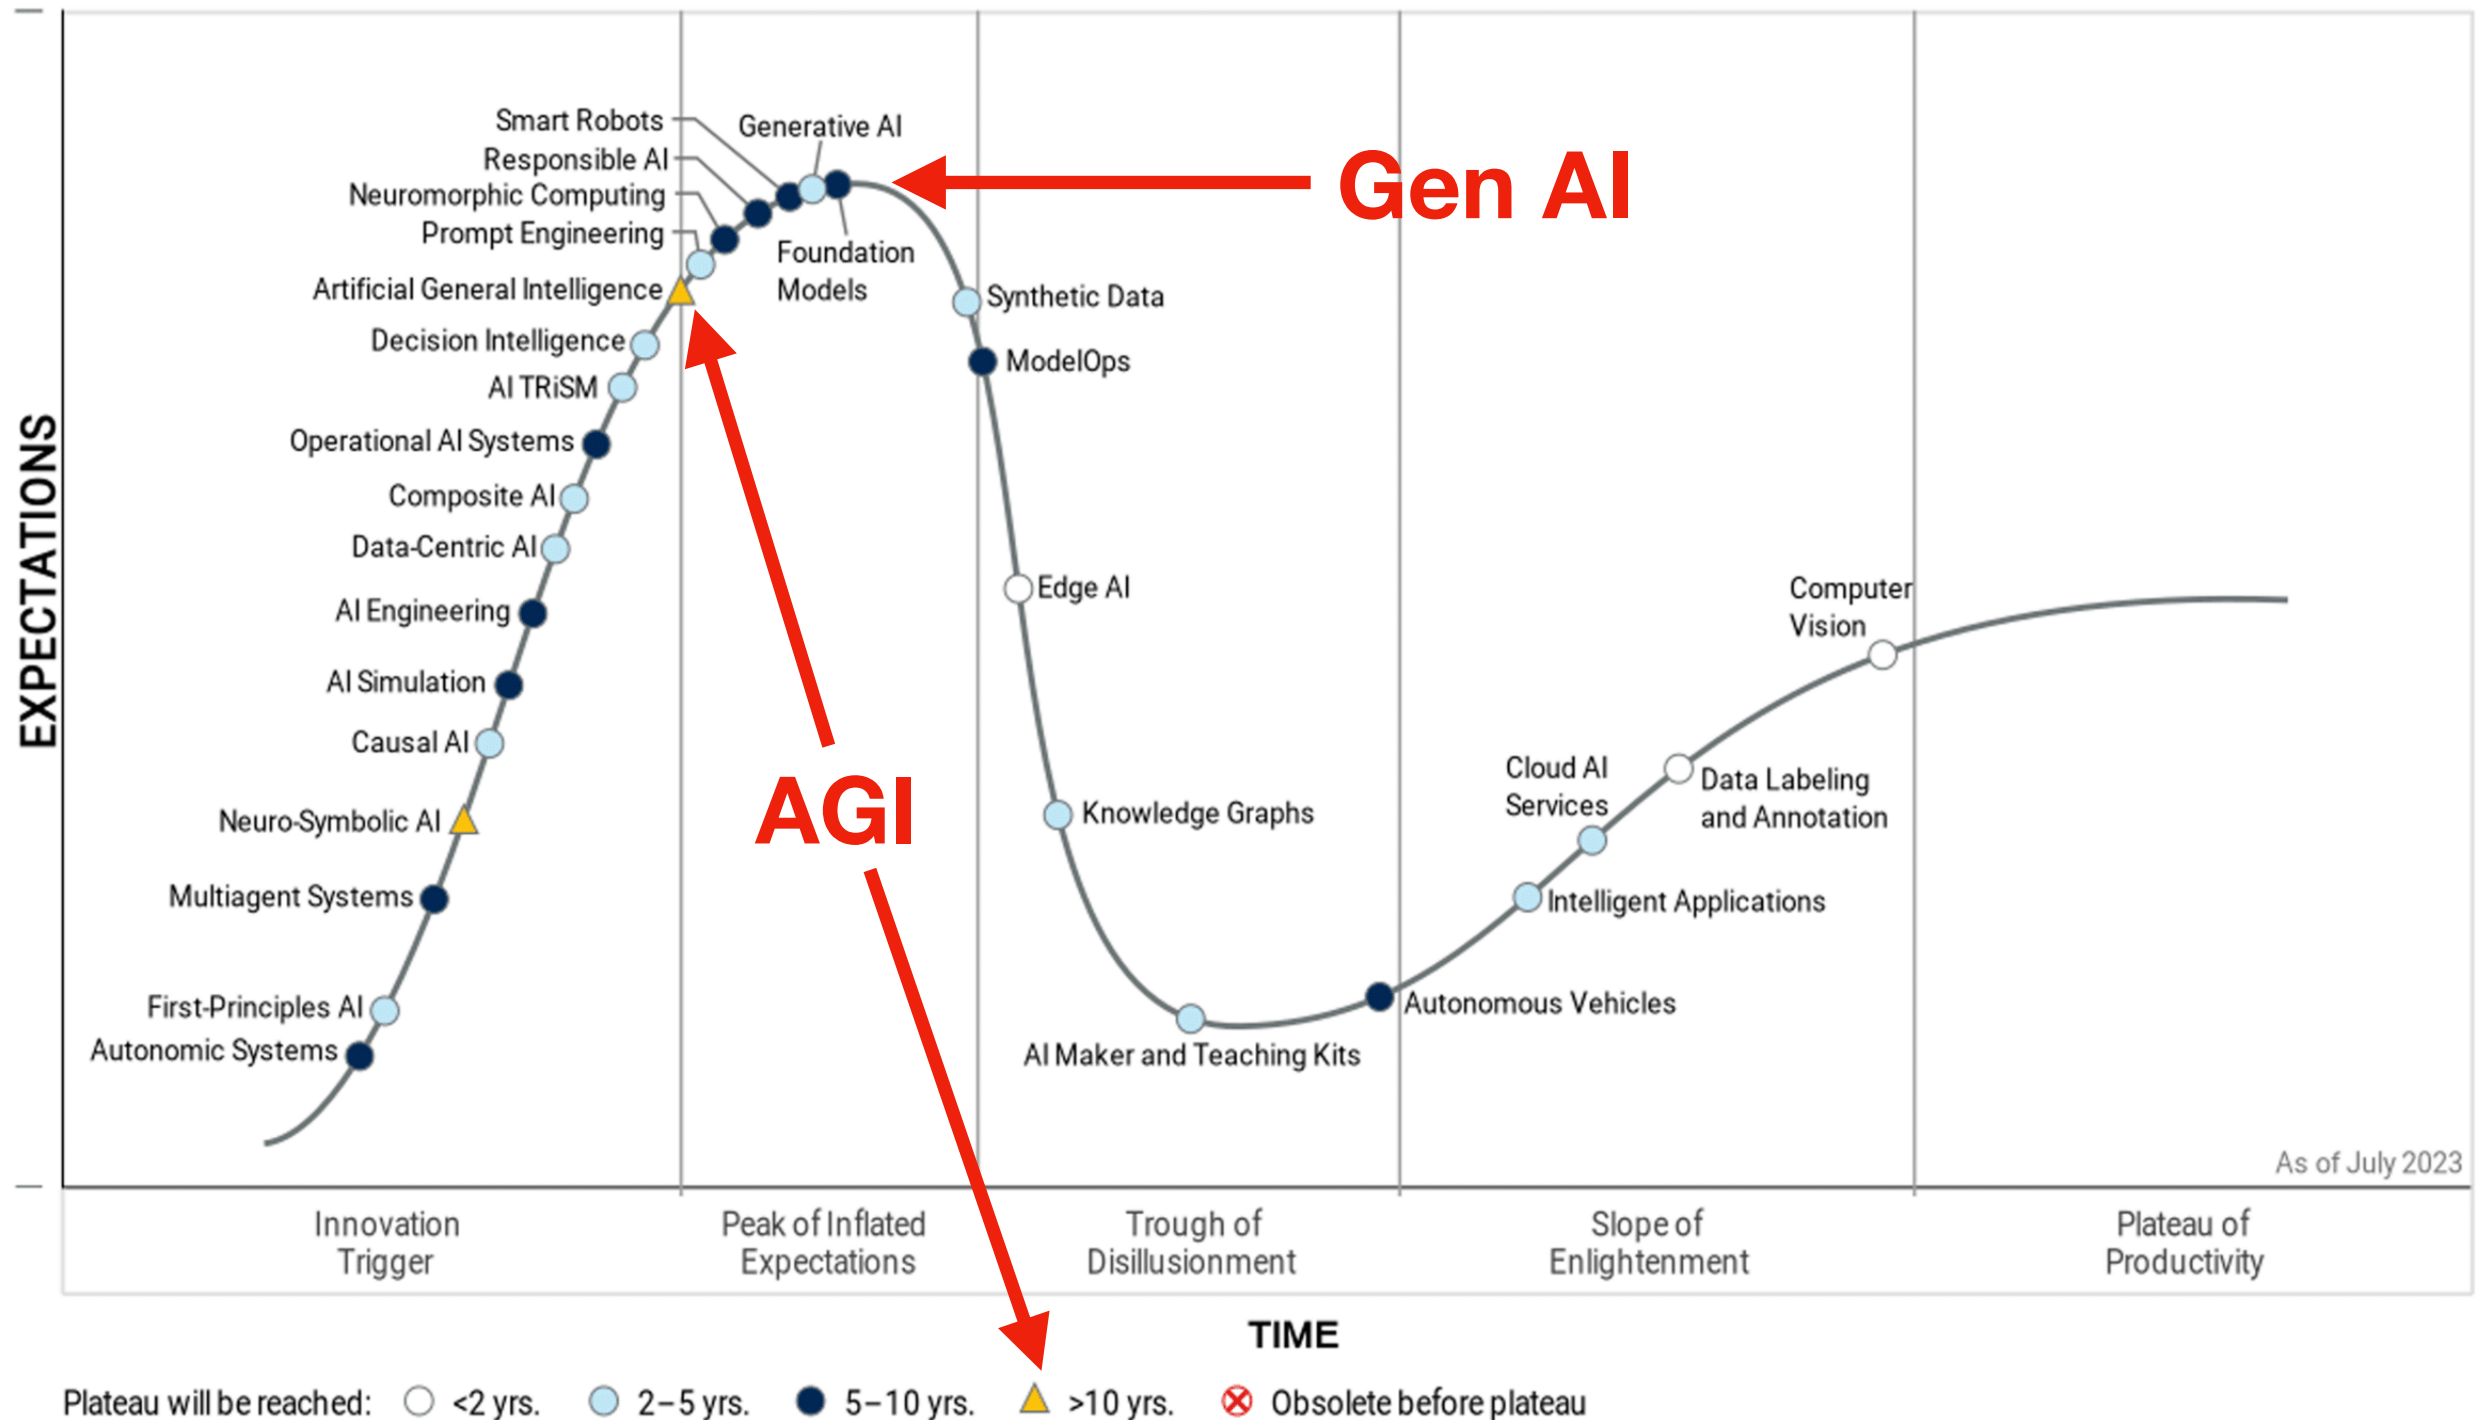 Smart Robots
Generative AI
Responsible AI
Gen AI
Neuromorphic Computing
Prompt Engineering
Foundation
Models
Artificial General Intelligence
Synthetic Data
Decision Intelligence
ModelOps
AI TRiSM
Operational AI Systems
Composite AI
Data-Centric AI
Edge AI
Computer
Vision
AI Engineering
AI Simulation
Causal AI
Cloud AI
Services
Data Labeling
and Annotation
AGI
Knowledge Graphs
Neuro-Symbolic AI
Multiagent Systems
Intelligent Applications
First-Principles AI
Autonomous Vehicles
Autonomic Systems
AI Maker and Teaching Kits
EXPECTATIONS
As of July 2023
Innovation
Trigger
Peak of Inflated
Expectations
Trough of
Disillusionment
Slope of
Enlightenment
Plateau of
Productivity
TIME
Plateau will be reached: <2 yrs. 2–5 yrs. 5–10 yrs. >10 yrs. Obsolete before plateau